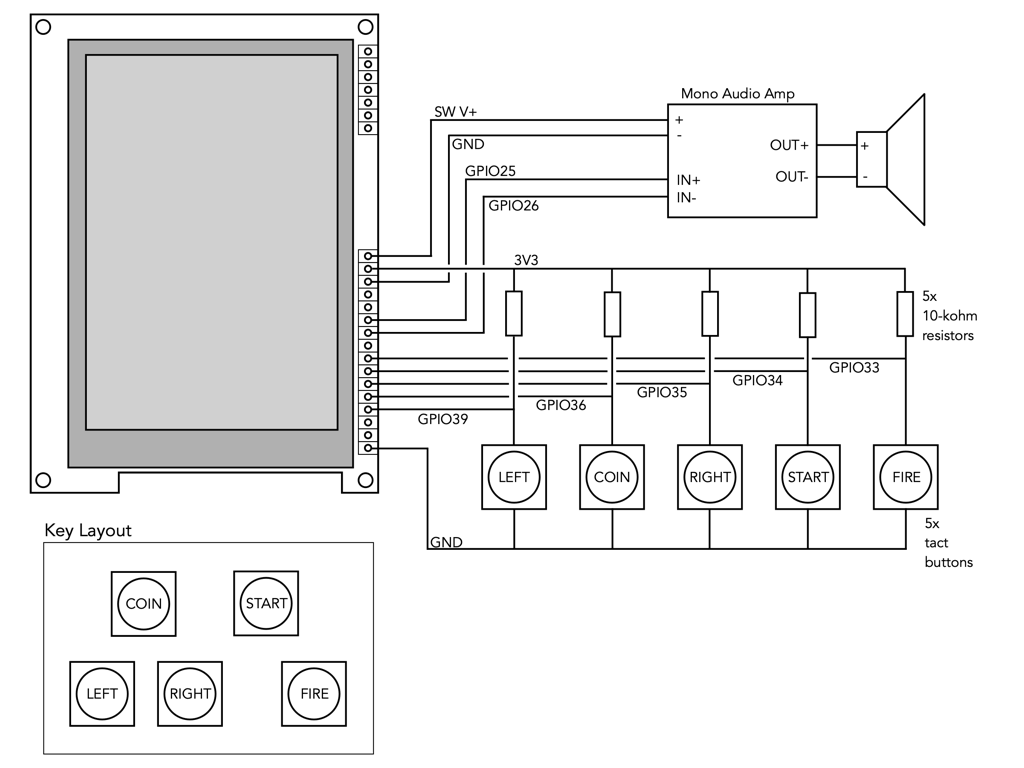 Mono Audio Amp
SW V+
+
-
GND
OUT+
+
GPIO25
IN+
OUT-
-
IN-
GPIO26
3V3
5x
10-kohm
resistors
GPIO33
GPIO34
GPIO35
GPIO36
GPIO39
LEFT
COIN
RIGHT
START
FIRE
GND
5x
tact
buttons
Key Layout
COIN
START
LEFT
RIGHT
FIRE